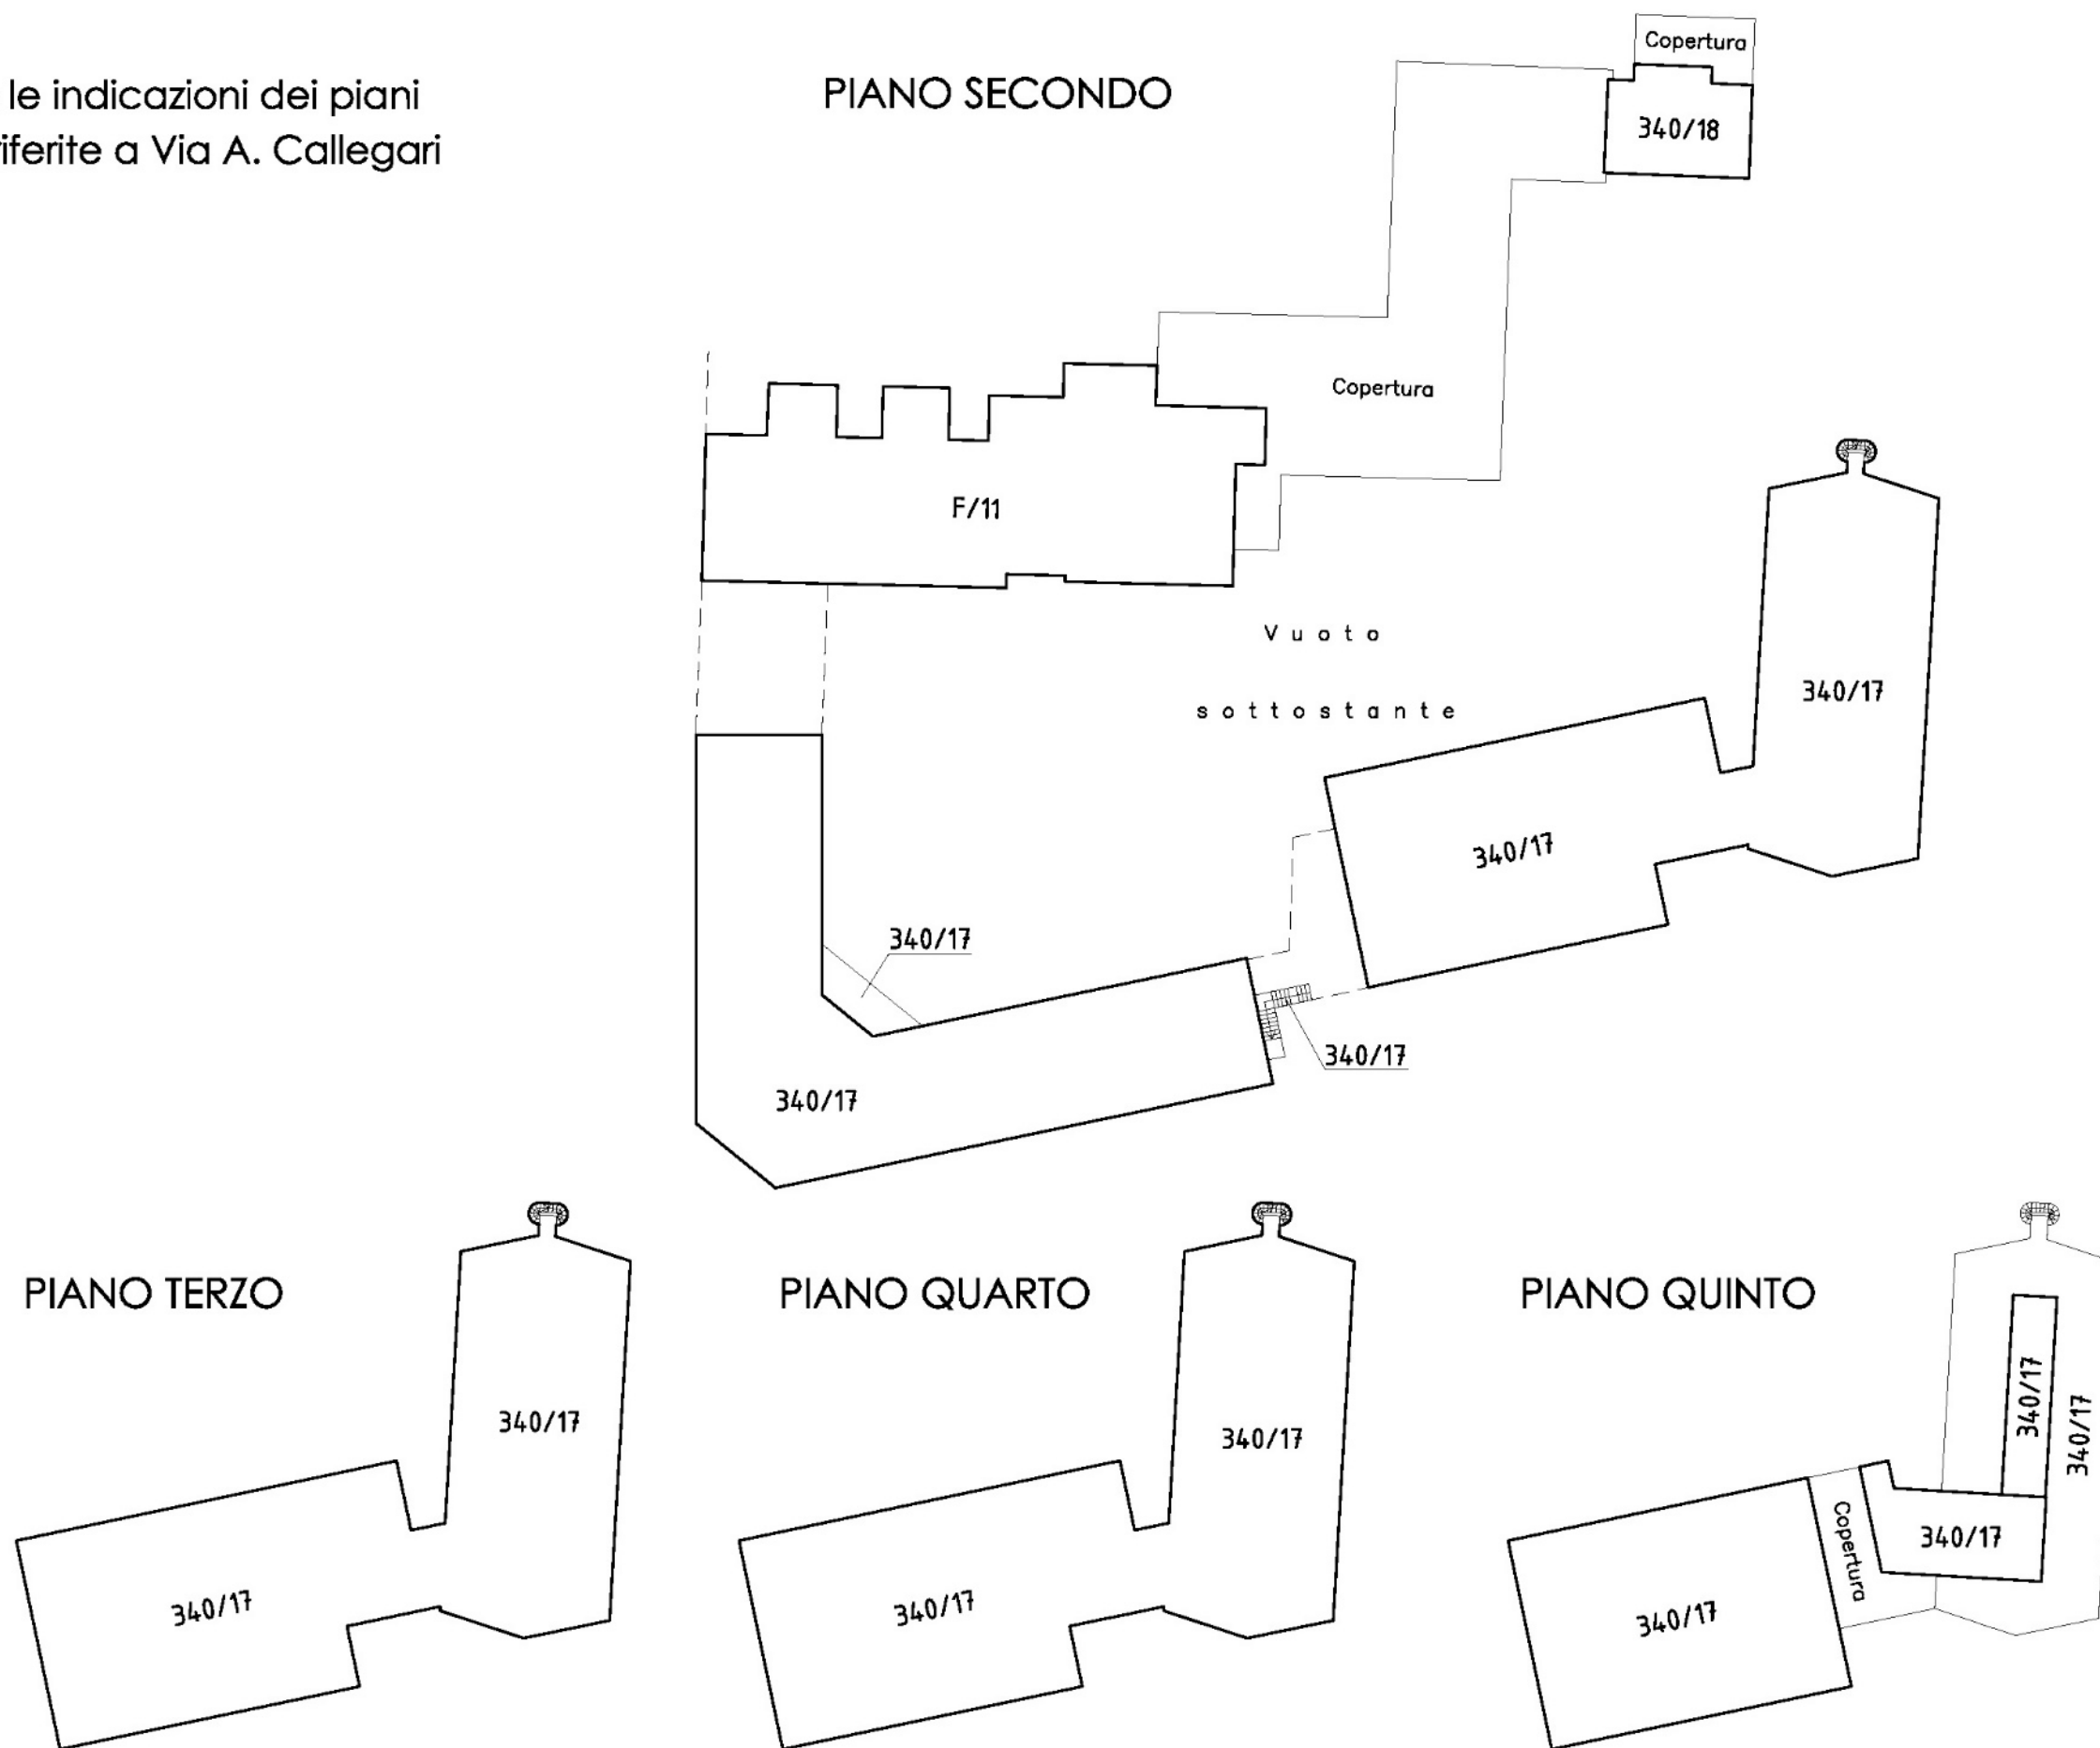 le indicazioni dei piani
riferite a Via A. Callegari
PIANO SECONDO
Copertura
340/18
Copertura
F/11
Vuoto
sottostante
340/17
340/17
340/17
340/17
340/17
PIANO TERZO
340/17
340/17
PIANO QUARTO
340/17
340/17
PIANO QUINTO
340/17
340/17
Copertura
340/17
340/17